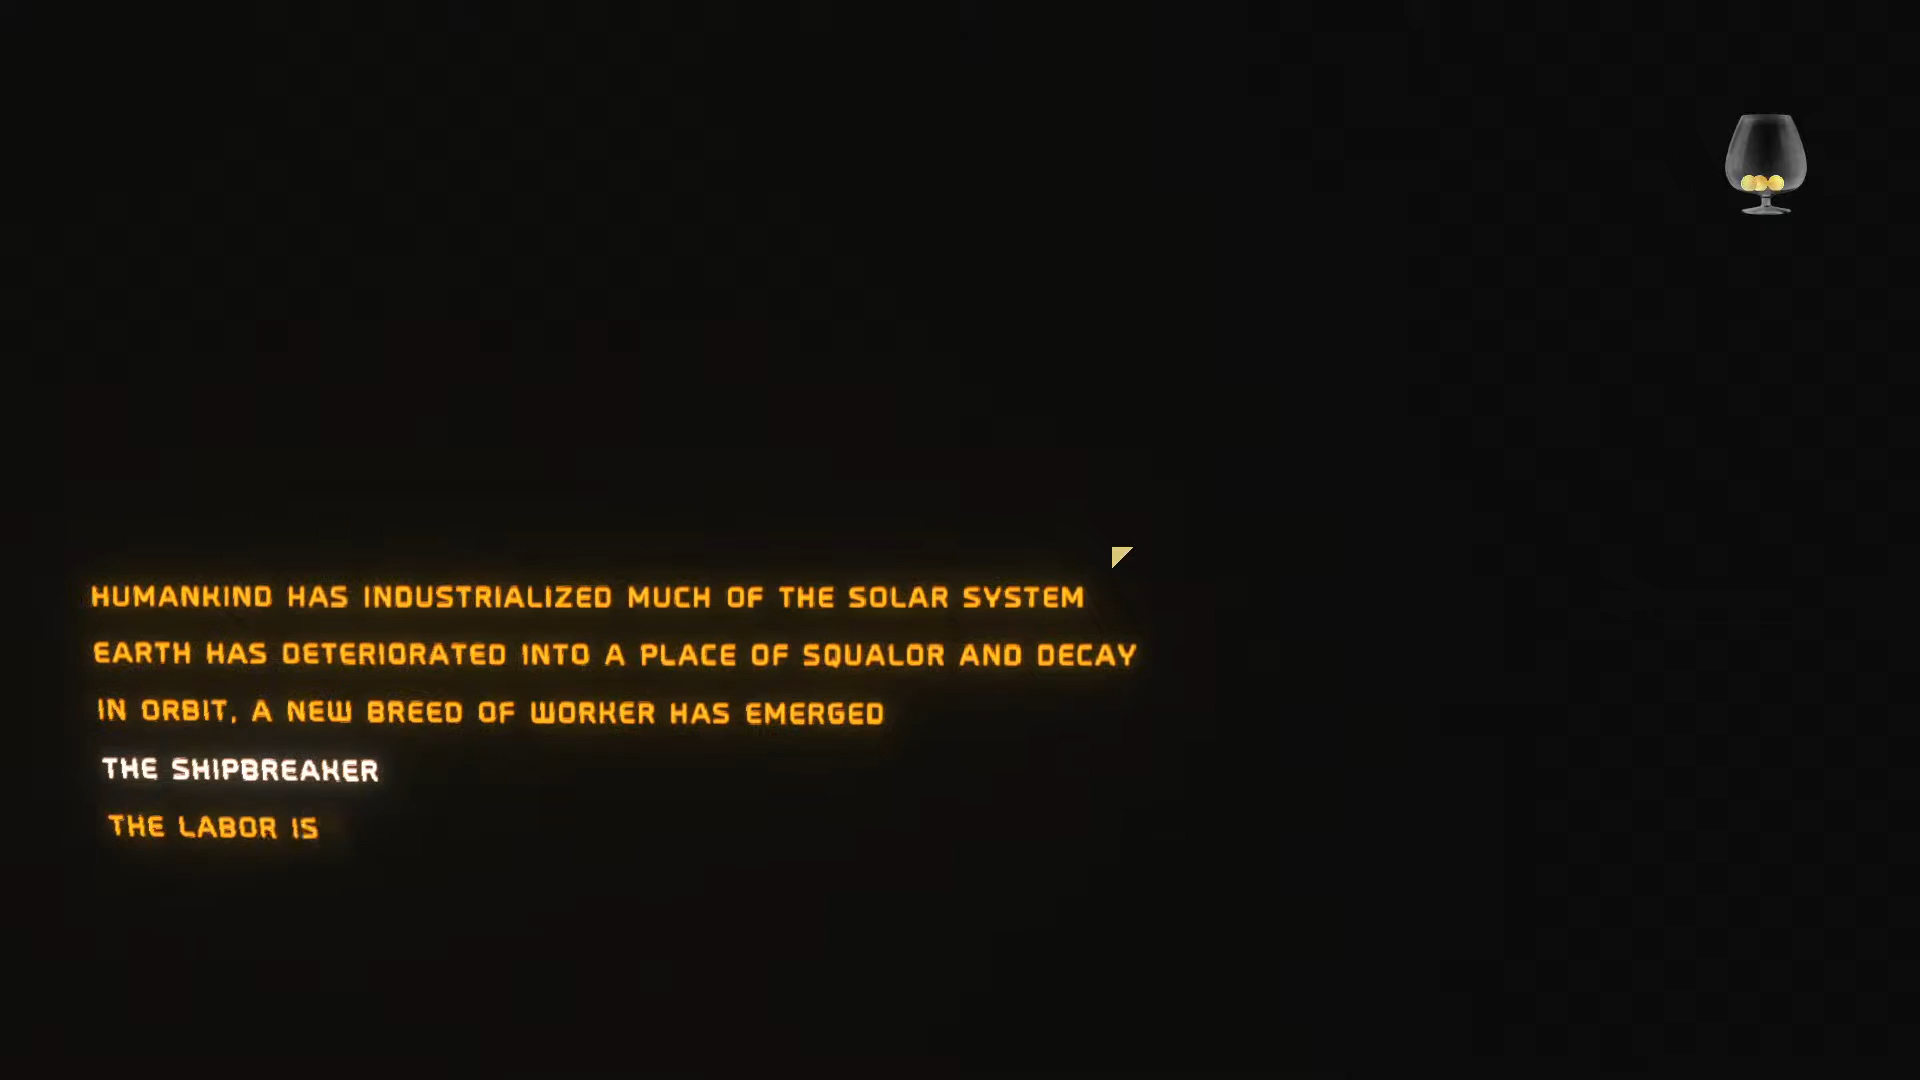 HUMANKIND HAS INDUSTRIALIZED MUCH OF THE SOLAR SYSTEM
EARTH HAS DETERIORATED INTO A PLACE OF SQUALOR AND DECAY
IN ORBIT, A NEW BREED OF WORKER HAS EMERGED
THE SHIPBREAKER
THE LABOR IS